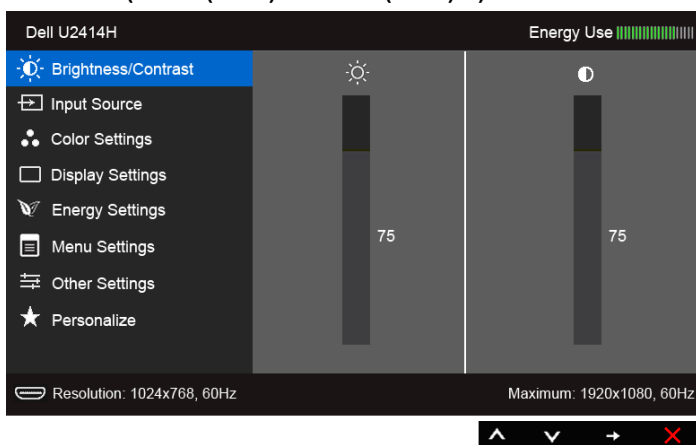 Dell U2414H
Energy Use
Brightness/Contrast
Input Source
Color Settings
Display Settings
Energy Settings
75
75
Menu Settings
Other Settings
Personalize
Resolution: 1024x768, 60Hz
Maximum: 1920x1080, 60Hz